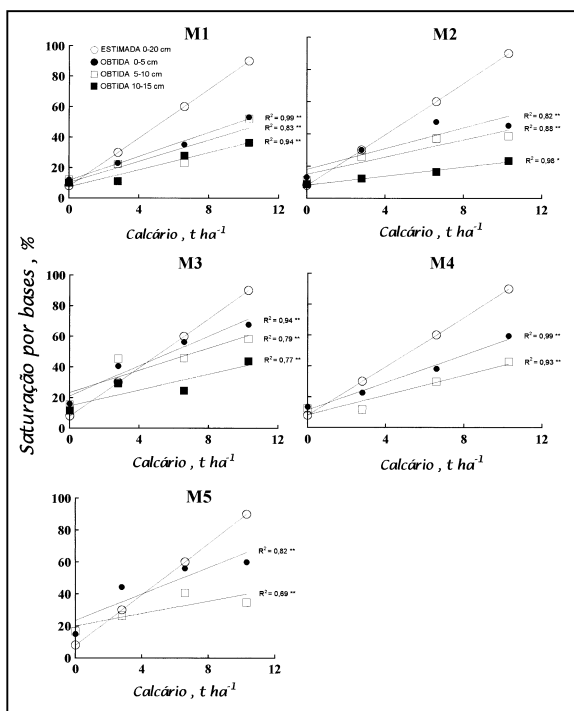 M1
ESTIMADA 0-20 cm
OBTIDA 0-5 cm
OBTIDA 5-10 cm
OBTIDA 10-15 cm
100
80
60
40
20
0
R² = 0,99 **
R² = 0,83 **
R² = 0,94 **
0 4 8 12
Calcário , t ha⁻¹
M2
R² = 0,82 **
R² = 0,88 **
R² = 0,98 *
0 4 8 12
Calcário , t ha⁻¹
Saturação por bases , %
M3
100
80
60
40
20
0
R² = 0,94 **
R² = 0,79 **
R² = 0,77 **
0 4 8 12
Calcário , t ha⁻¹
M4
R² = 0,99 **
R² = 0,93 **
0 4 8 12
Calcário , t ha⁻¹
M5
100
80
60
40
20
0
R² = 0,82 **
R² = 0,69 **
0 4 8 12
Calcário , t ha⁻¹